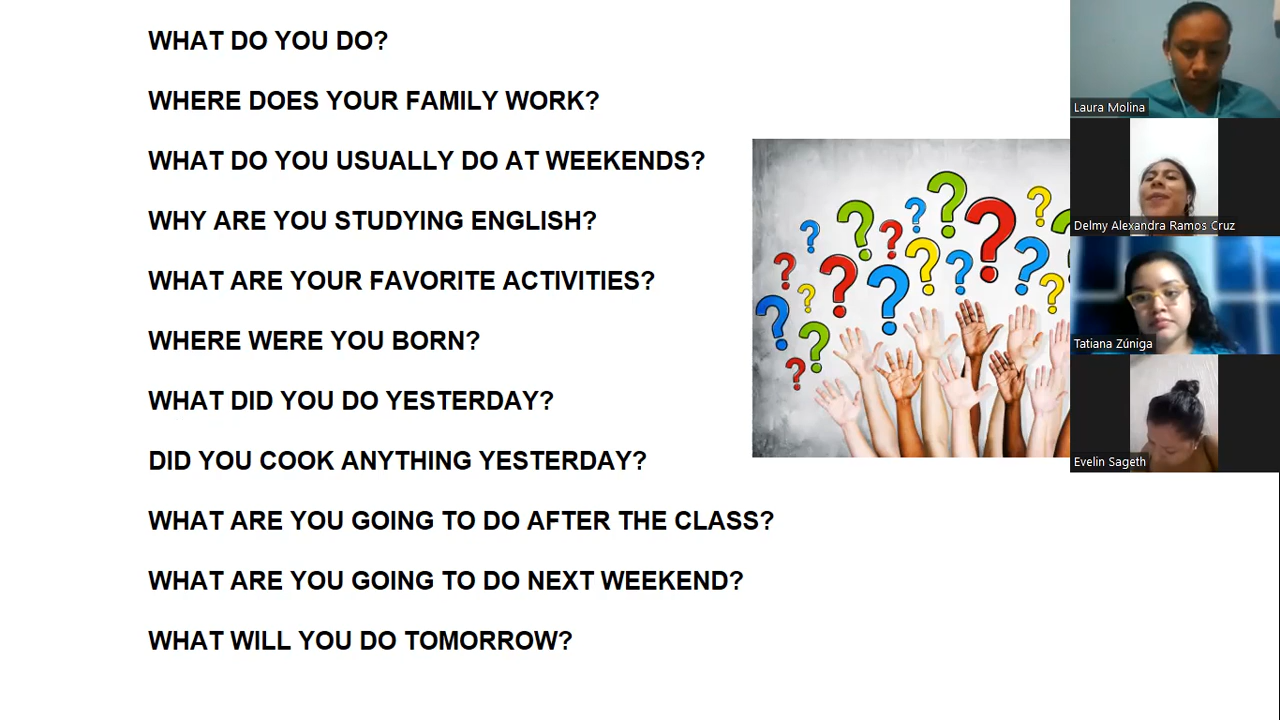 WHAT DO YOU DO?
WHERE DOES YOUR FAMILY WORK?
WHAT DO YOU USUALLY DO AT WEEKENDS?
WHY ARE YOU STUDYING ENGLISH?
WHAT ARE YOUR FAVORITE ACTIVITIES?
WHERE WERE YOU BORN?
WHAT DID YOU DO YESTERDAY?
DID YOU COOK ANYTHING YESTERDAY?
WHAT ARE YOU GOING TO DO AFTER THE CLASS?
WHAT ARE YOU GOING TO DO NEXT WEEKEND?
WHAT WILL YOU DO TOMORROW?
Laura Molina
Delmy Alexandra Ramos Cruz
Tatiana Zúniga
Evelin Sageth